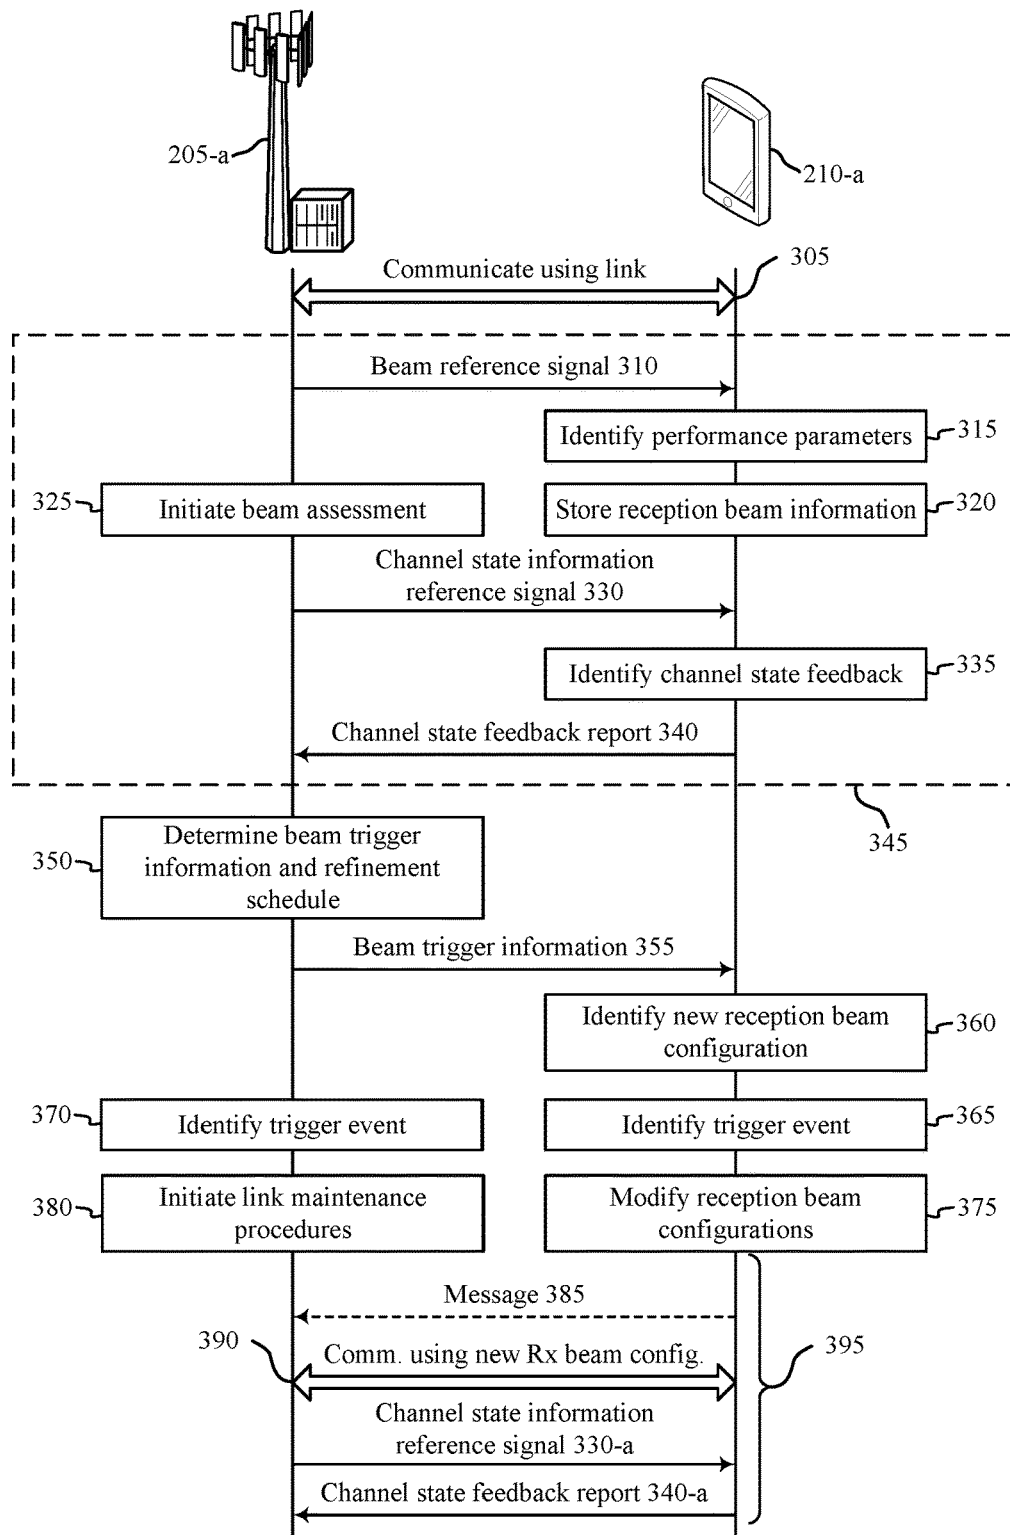 205-a
210-a
Communicate using link
305
Beam reference signal 310
Identify performance parameters
315
325
Initiate beam assessment
Store reception beam information
320
Channel state information
reference signal 330
Identify channel state feedback
335
Channel state feedback report 340
345
350
Determine beam trigger
information and refinement
schedule
Beam trigger information 355
Identify new reception beam
configuration
360
370
Identify trigger event
Identify trigger event
365
380
Initiate link maintenance
procedures
Modify reception beam
configurations
375
Message 385
390
Comm. using new Rx beam config.
395
Channel state information
reference signal 330-a
Channel state feedback report 340-a